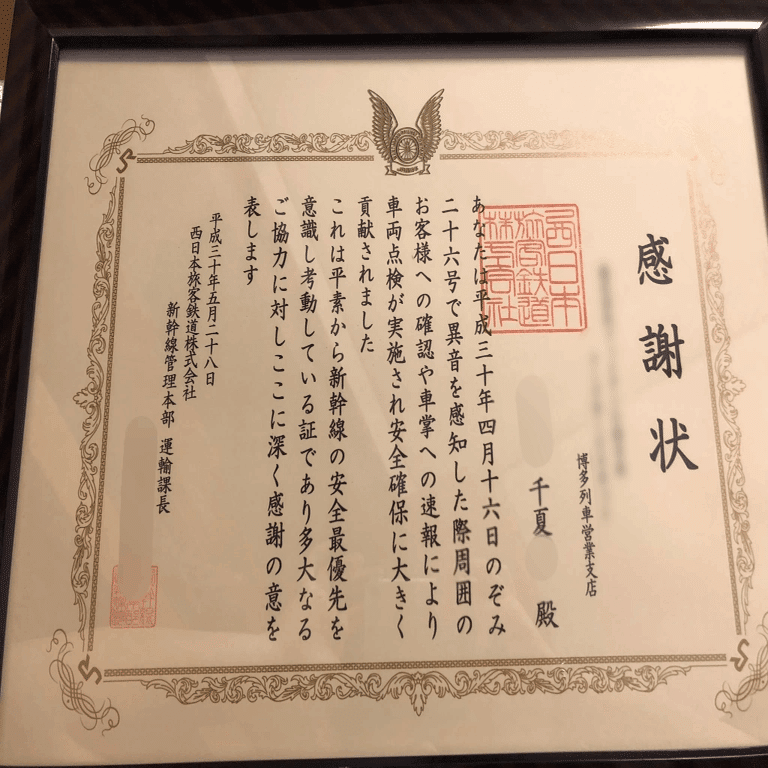 感謝状
博多列車営業支店
千夏 殿
あなたは平成三十年四月十六日のぞみ
二十六号で異音を感知した際周囲の
お客様への確認や車掌への速報により
車両点検が実施され安全確保に大きく
貢献されました
これは平素から新幹線の安全最優先を
意識し考動している証であり多大なる
ご協力に対しここに深く感謝の意を
表します
平成三十年五月二十八日
西日本旅客鉄道株式会社
新幹線管理本部 運輸課長
西日本
旅客鉄道
株式会社